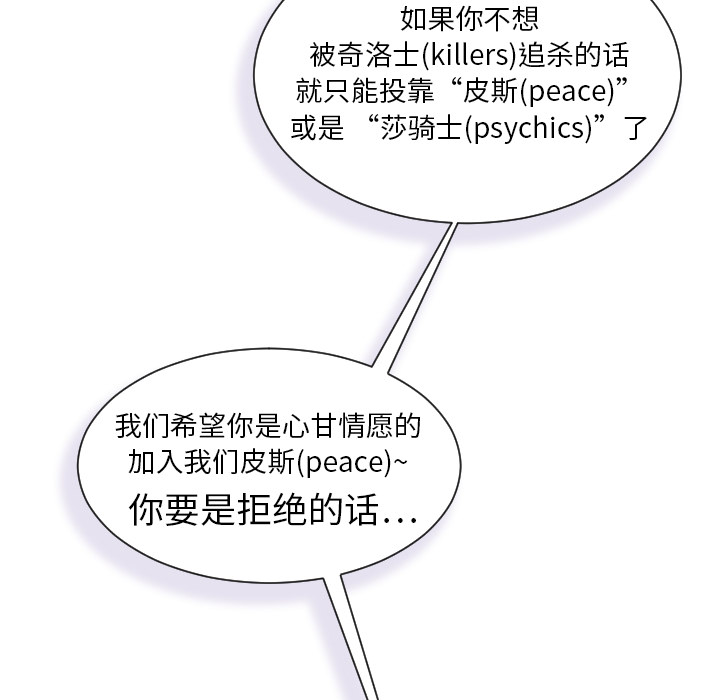 如果你不想
被奇洛士(killers)追杀的话
就只能投靠“皮斯(peace)”
或是 “莎骑士(psychics)”了
我们希望你是心甘情愿的
加入我们皮斯(peace)~
你要是拒绝的话...